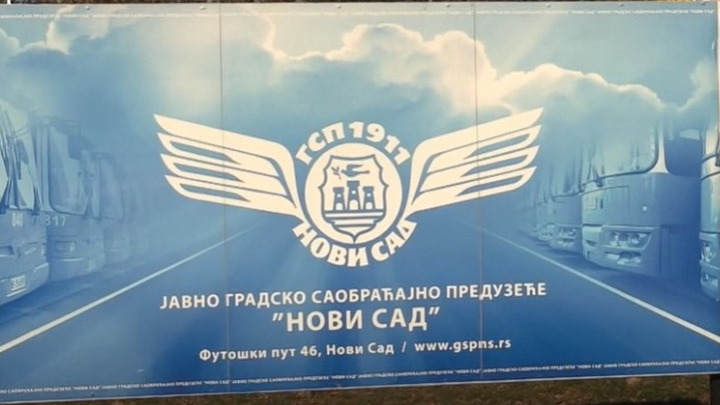 ГСП 1911
НОВИ САД
ЈАВНО ГРАДСКО САОБРАЋАЈНО ПРЕДУЗЕЋЕ
"НОВИ САД"
Футошки пут 46, Нови Сад / www.gspns.rs